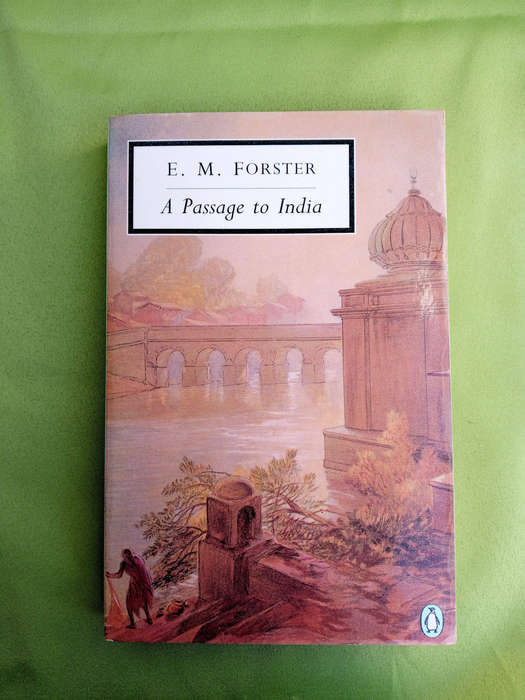 E. M. FORSTER
A Passage to India